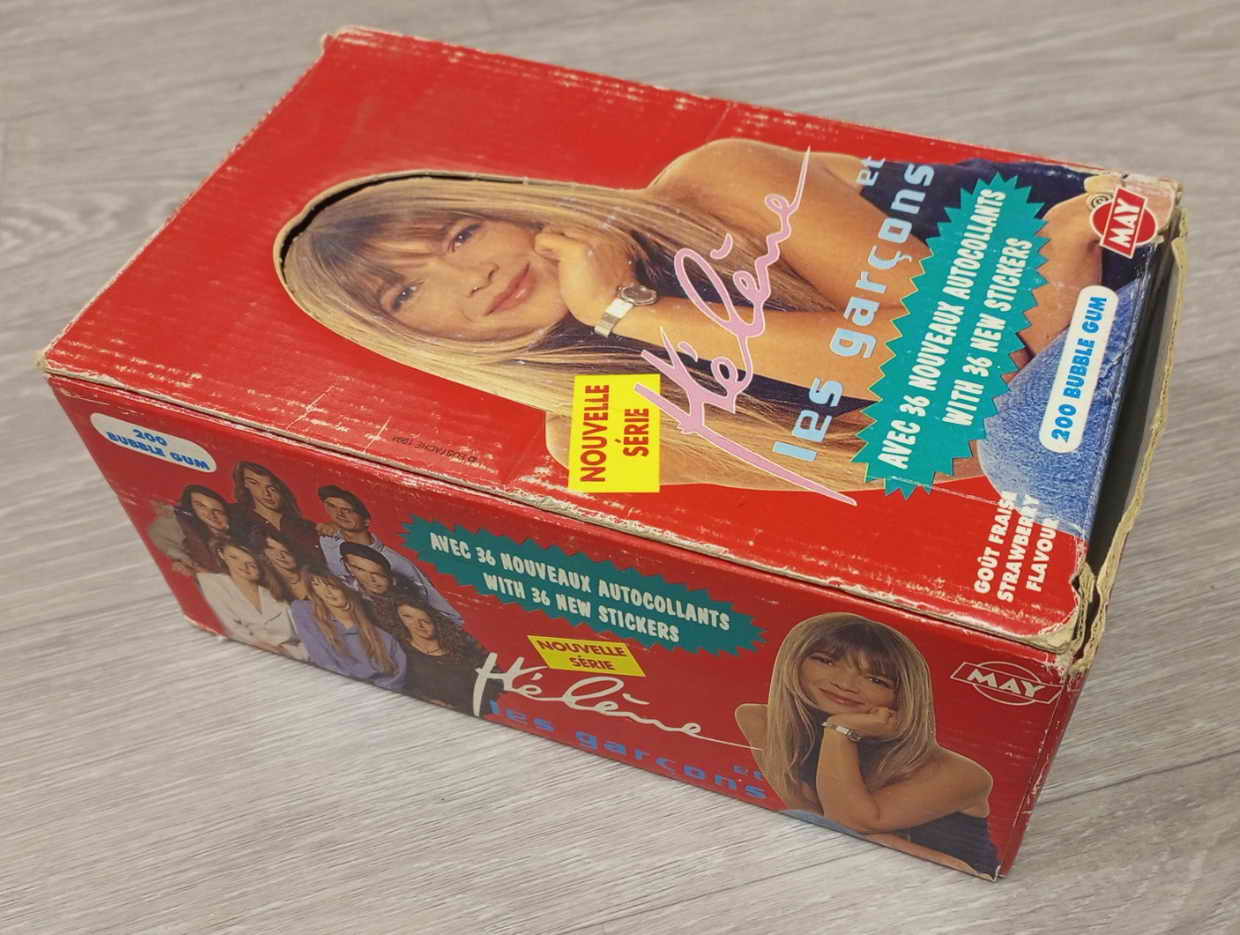 Hélène
et
les garçons
NOUVELLE
SÉRIE
AVEC 36 NOUVEAUX AUTOCOLLANTS
WITH 36 NEW STICKERS
MAY
200 BUBBLE GUM
GOÛT FRAISE
STRAWBERRY
FLAVOUR
200
BUBBLE GUM
AVEC 36 NOUVEAUX AUTOCOLLANTS
WITH 36 NEW STICKERS
NOUVELLE
SÉRIE
Hélène
et
les garçons
MAY